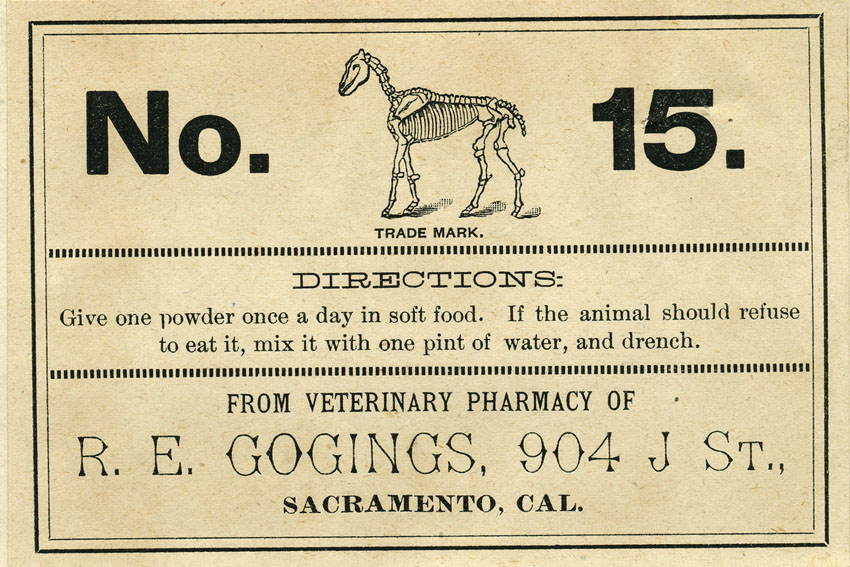 No. 15.
TRADE MARK.
DIRECTIONS:
Give one powder once a day in soft food. If the animal should refuse
to eat it, mix it with one pint of water, and drench.
FROM VETERINARY PHARMACY OF
R. E. GOGINGS, 904 J ST.,
SACRAMENTO, CAL.